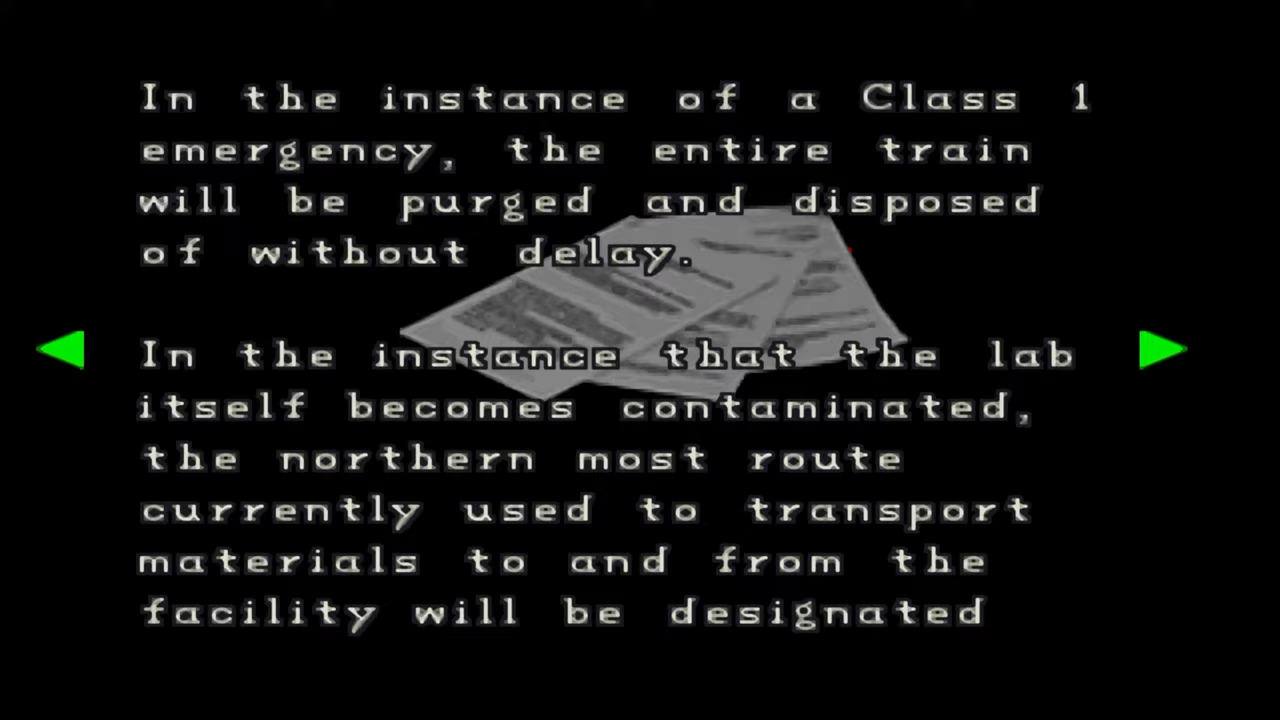 In the instance of a Class 1
emergency, the entire train
will be purged and disposed
of without delay.
In the instance that the lab
itself becomes contaminated,
the northern most route
currently used to transport
materials to and from the
facility will be designated